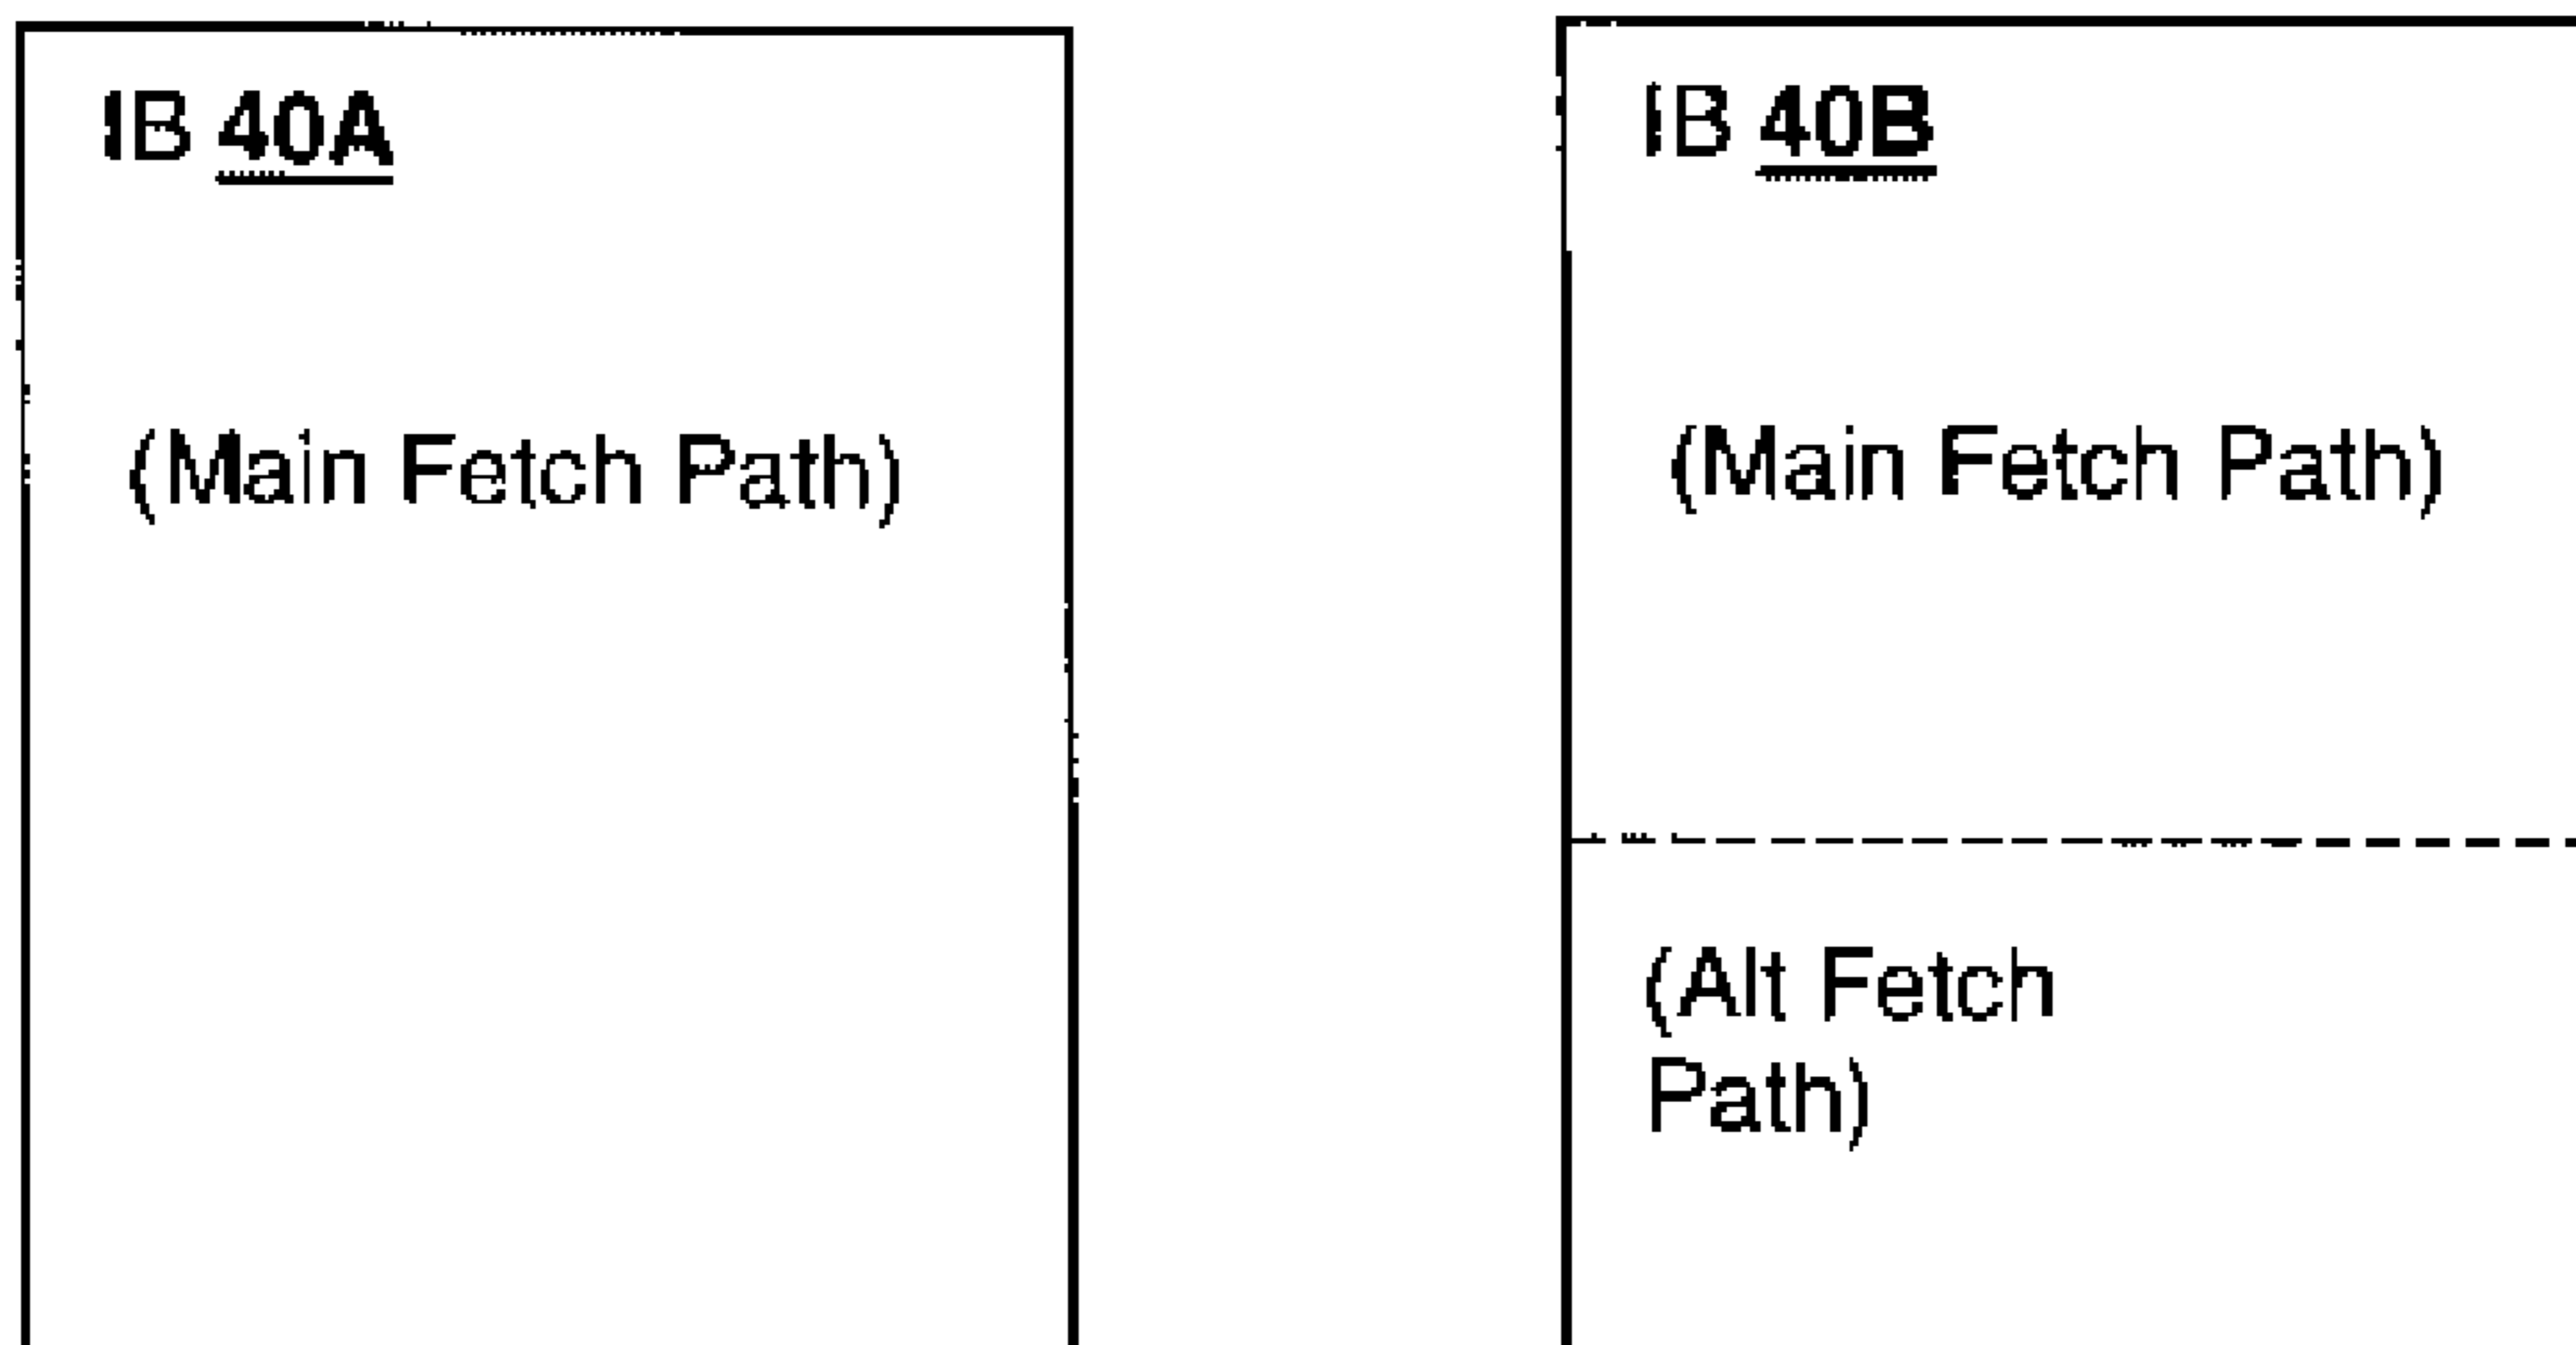 IB 40A
(Main Fetch Path)
IB 40B
(Main Fetch Path)
(Alt Fetch
Path)